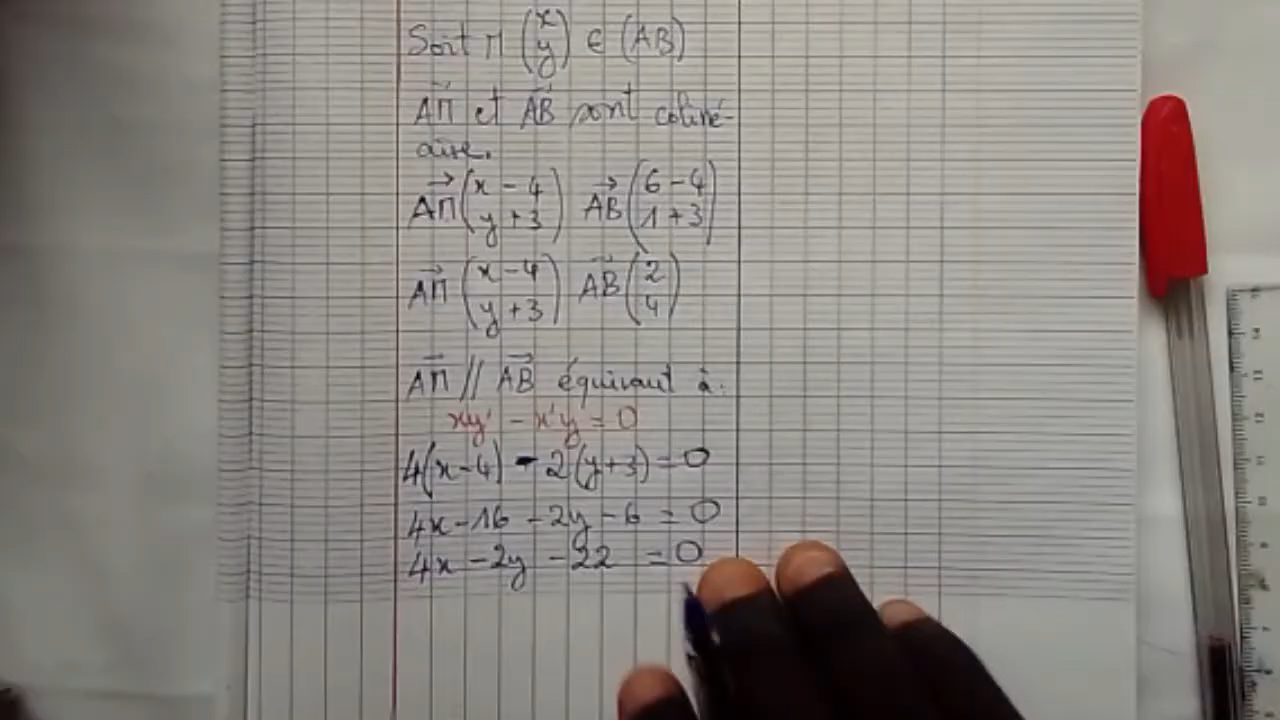 Soit M (x y) ∈ (AB)
AM et AB sont coliné-
aire.
AM (x - 4 y + 3) AB (6 - 4 1 + 3)
AM (x - 4 y + 3) AB (2 4)
AM // AB équivaut à :
xy' - x'y = 0
4(x-4) - 2(y+3) = 0
4x - 16 - 2y - 6 = 0
4x - 2y - 22 = 0